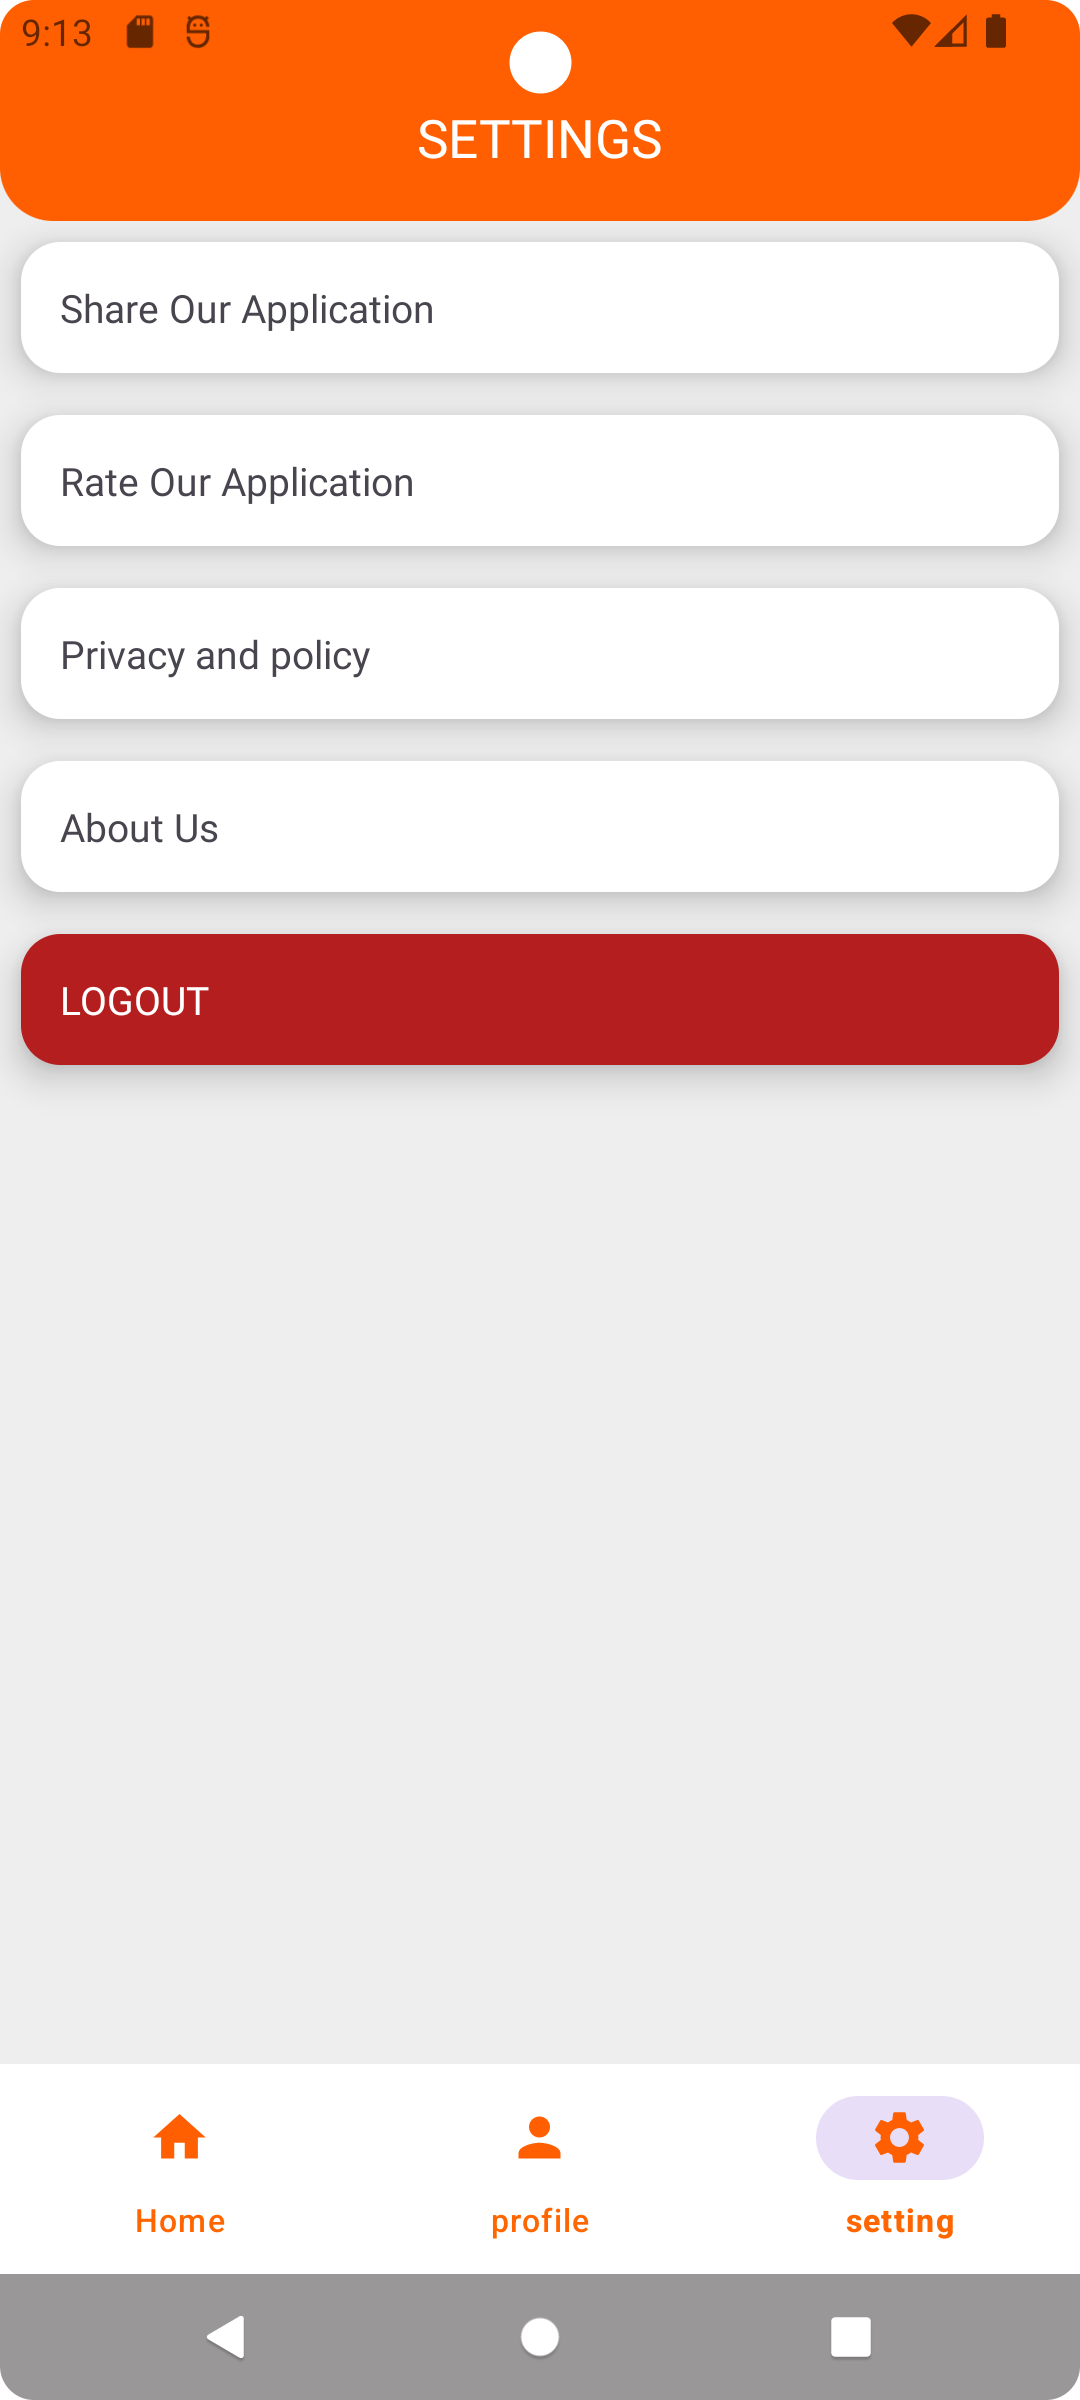 9:13
SETTINGS
Share Our Application
Rate Our Application
Privacy and policy
About Us
LOGOUT
Home
profile
setting